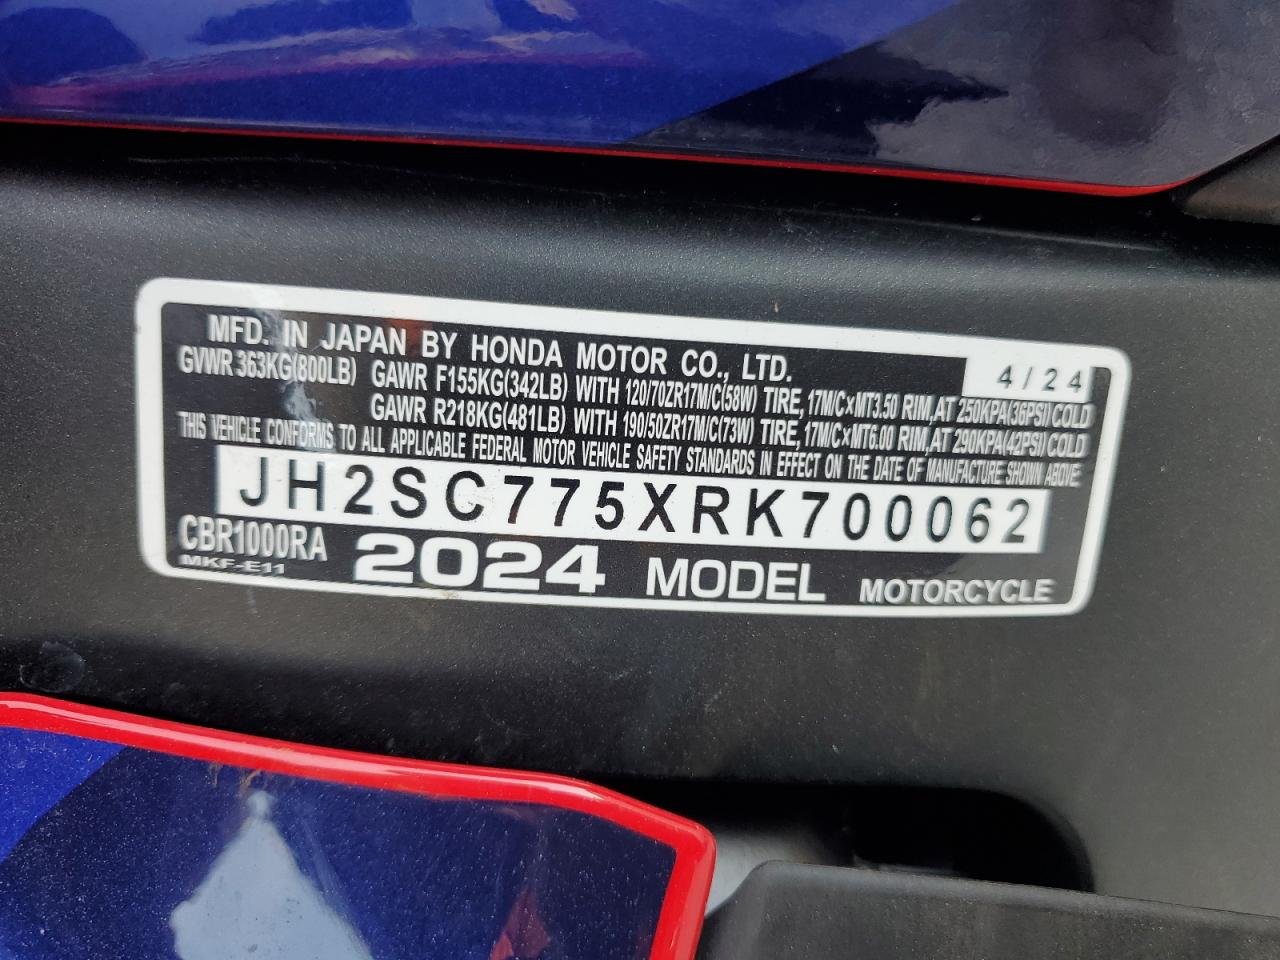 MFD. IN JAPAN BY HONDA MOTOR CO., LTD. 4/24
GVWR 363KG(800LB) GAWR F155KG(342LB) WITH 120/70ZR17M/C(58W) TIRE, 17M/C×MT3.50 RIM, AT 250KPA(36PSI)COLD
GAWR R218KG(481LB) WITH 190/50ZR17M/C(73W) TIRE, 17M/C×MT6.00 RIM, AT 290KPA(42PSI)COLD
THIS VEHICLE CONFORMS TO ALL APPLICABLE FEDERAL MOTOR VEHICLE SAFETY STANDARDS IN EFFECT ON THE DATE OF MANUFACTURE SHOWN ABOVE.
JH2SC775XRK700062
CBR1000RA 2024 MODEL MOTORCYCLE
MKF-E11